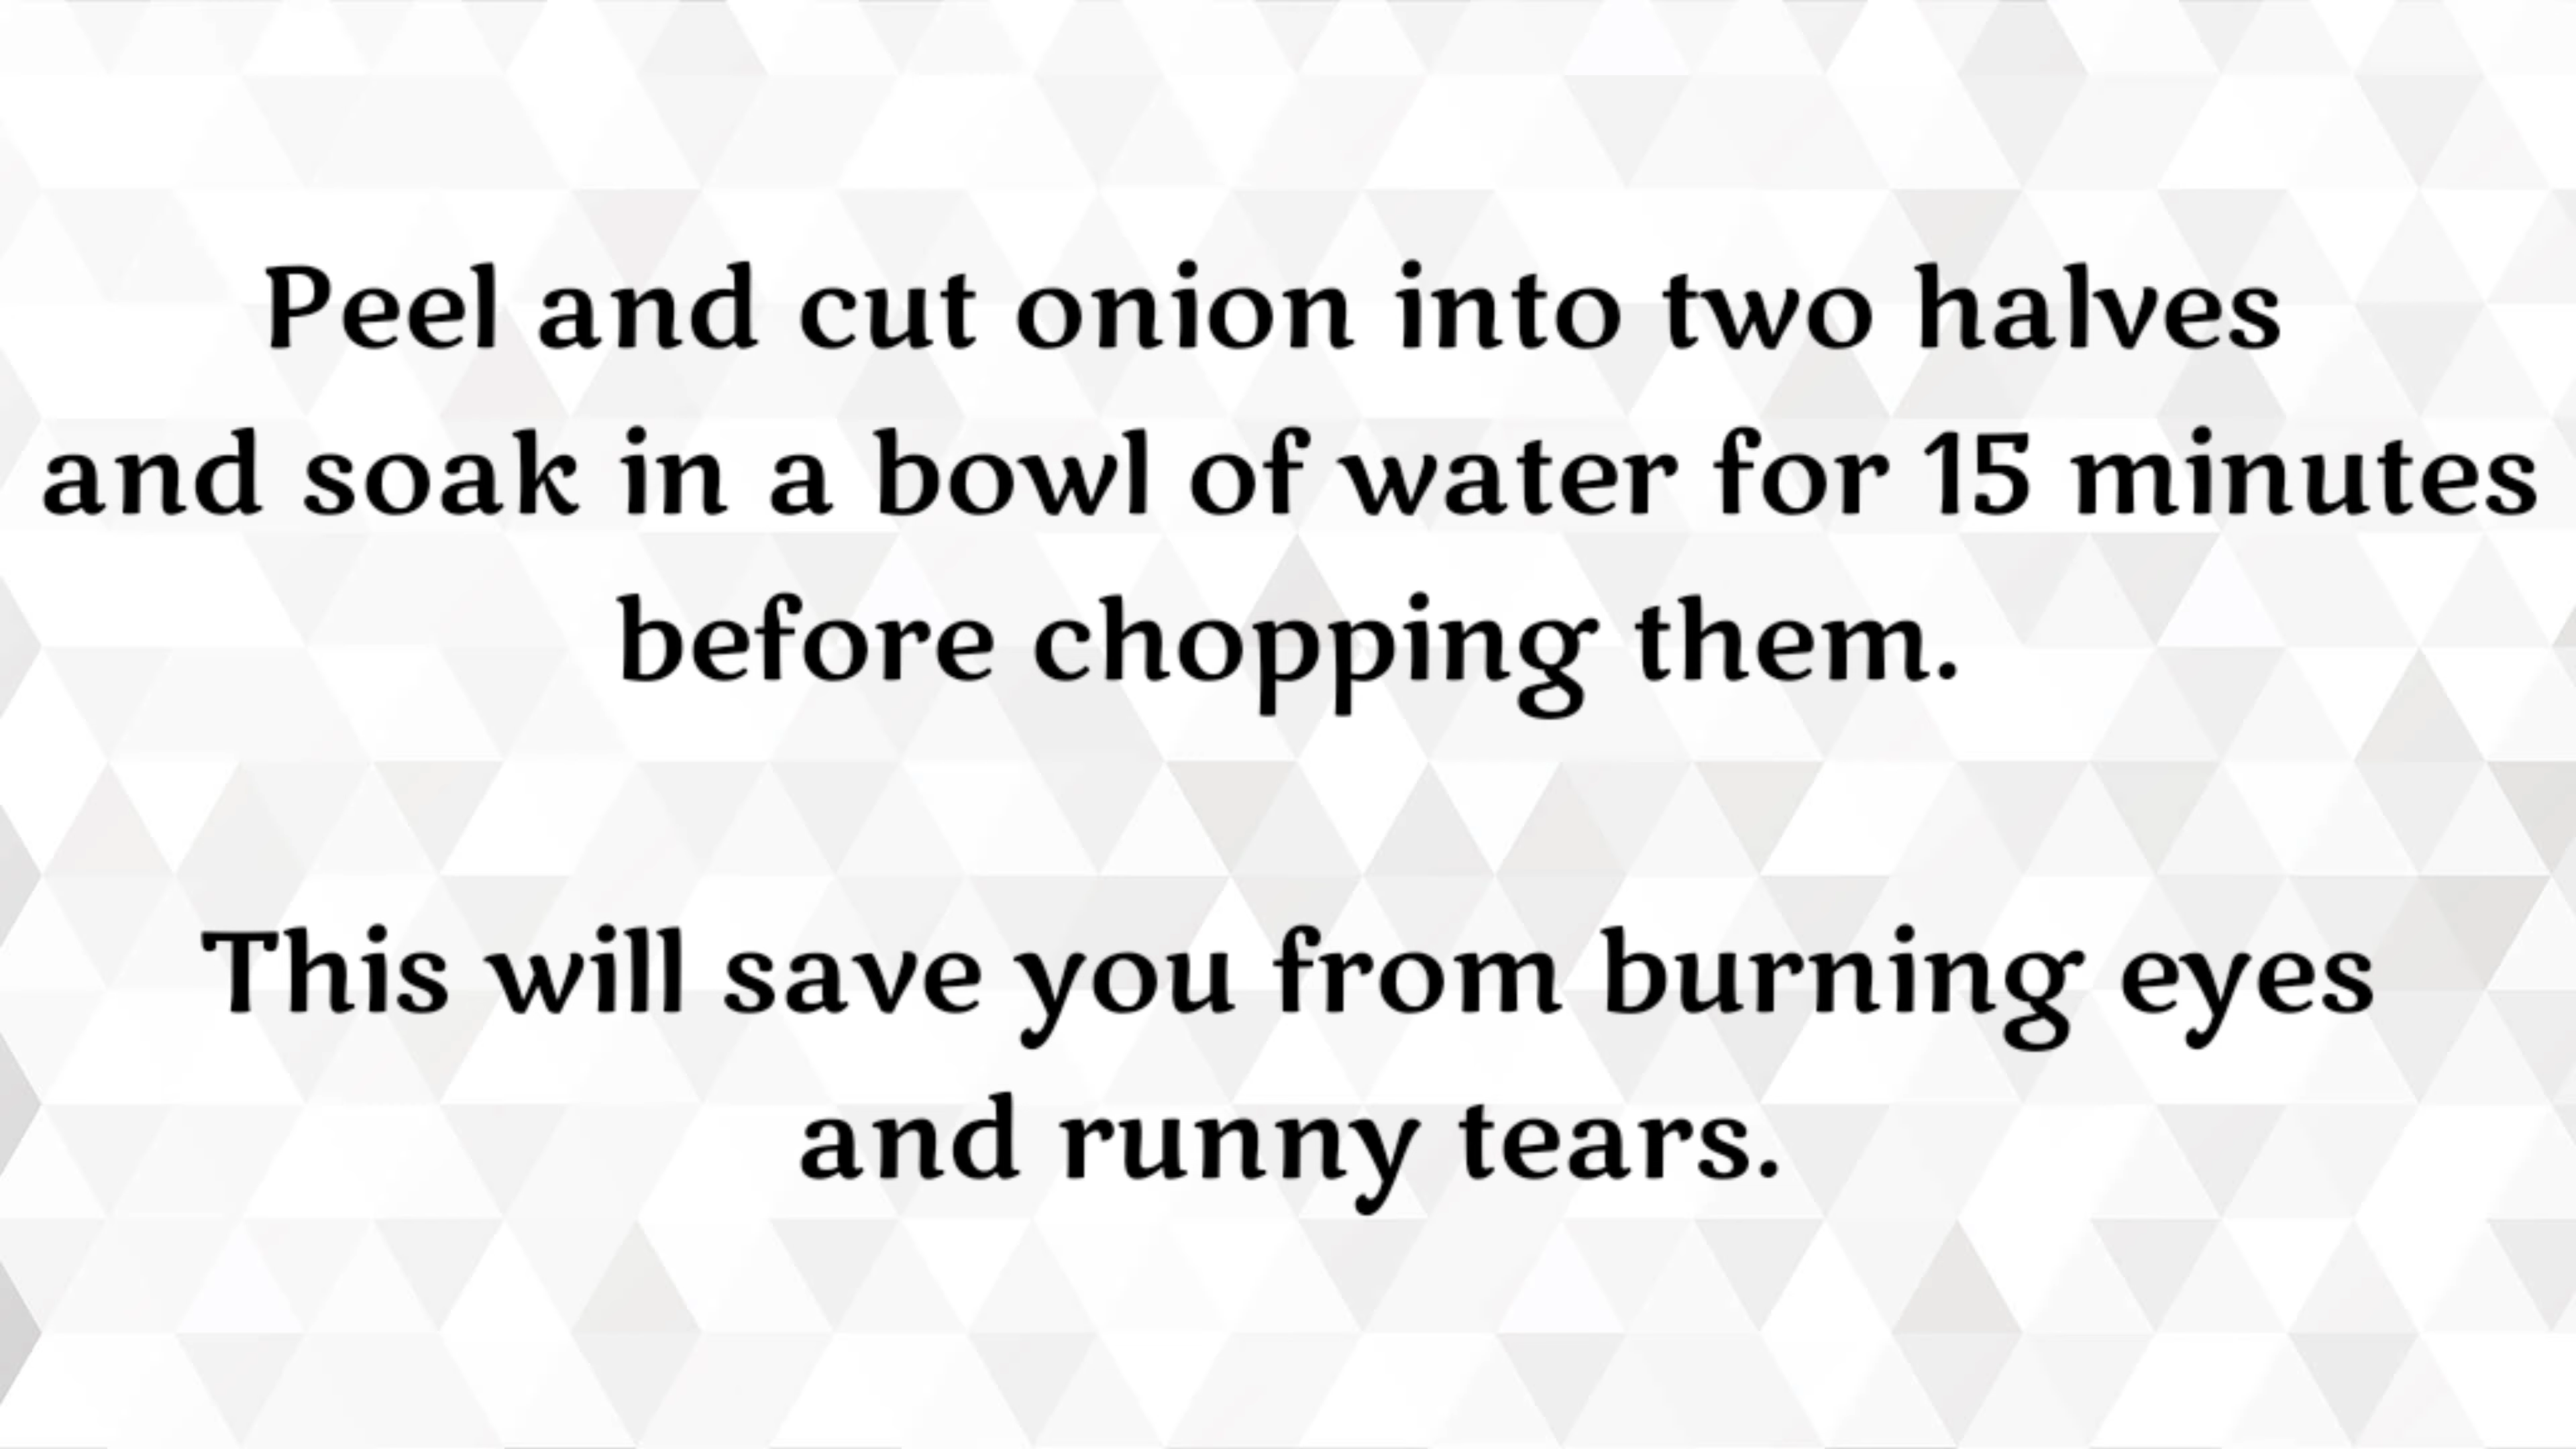 Peel and cut onion into two halves
and soak in a bowl of water for 15 minutes
before chopping them.
This will save you from burning eyes
and runny tears.